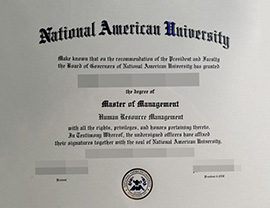 National American University
Make known that on the recommendation of the President and Faculty
the Board of Governors of National American University has granted
the degree of
Master of Management
Human Resource Management
with all the rights, privileges, and honors pertaining thereto.
In Testimony Whereof, the undersigned officers have affixed
their signatures together with the seal of National American University.